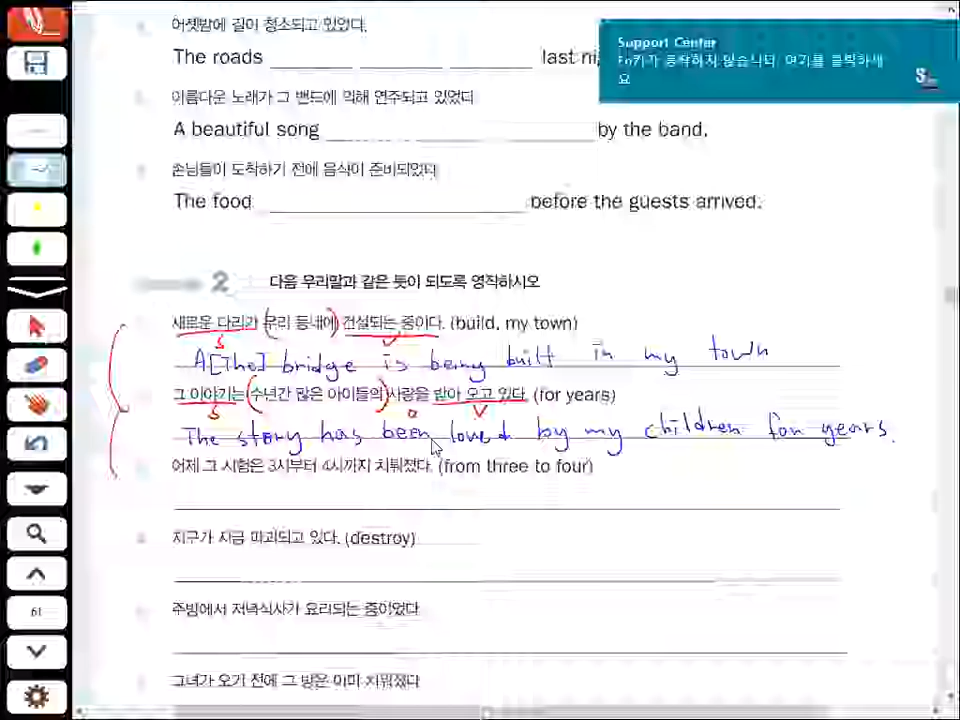 어젯밤에 길이 청소되고 있었다.
The roads last
Support Center
Fn키가 동작하지 않습니다. 여기를 클릭하세
요
아름다운 노래가 그 밴드에 의해 연주되고 있었다
A beautiful song by the band.
손님들이 도착하기 전에 음식이 준비되었다
The food before the guests arrived.
2 다음 우리말과 같은 뜻이 되도록 영작하시오
새로운 다리가 (우리 동네에) 건설되는 중이다. (build, my town)
S V
A[The] bridge is being built in my town
그 이야기는 (수년간 많은 아이들의) 사랑을 받아 오고 있다. (for years)
S o V
The story has been loved by my children for years.
어제 그 시험은 3시부터 4시까지 치뤄졌다. (from three to four)
지구가 지금 파괴되고 있다. (destroy)
주방에서 저녁식사가 요리되는 중이었다
그녀가 오기 전에 그 방은 이미 치워졌다
61